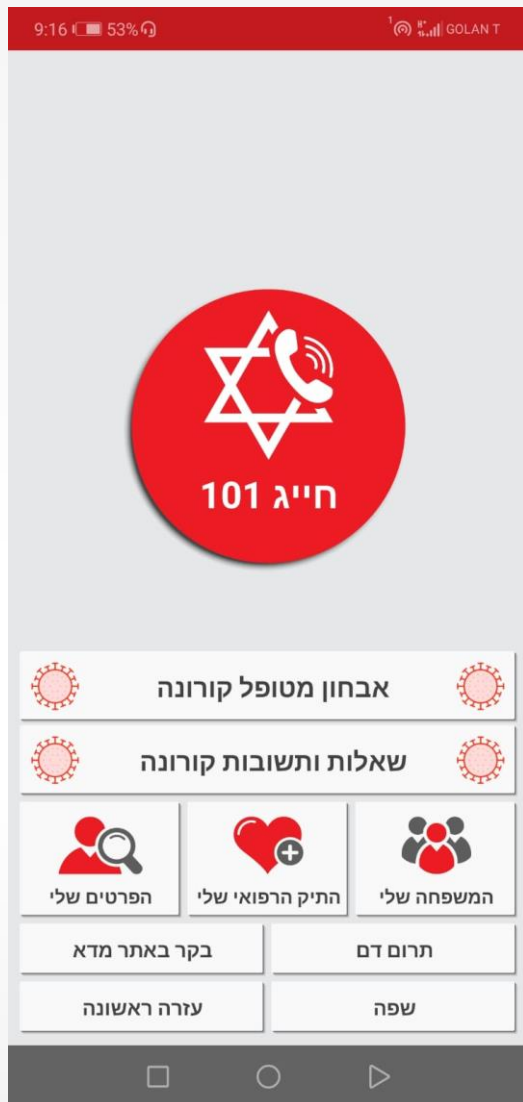 9:16 53% GOLAN T
חייג 101
אבחון מטופל קורונה
שאלות ותשובות קורונה
המשפחה שלי
התיק הרפואי שלי
הפרטים שלי
תרום דם
בקר באתר מדא
שפה
עזרה ראשונה